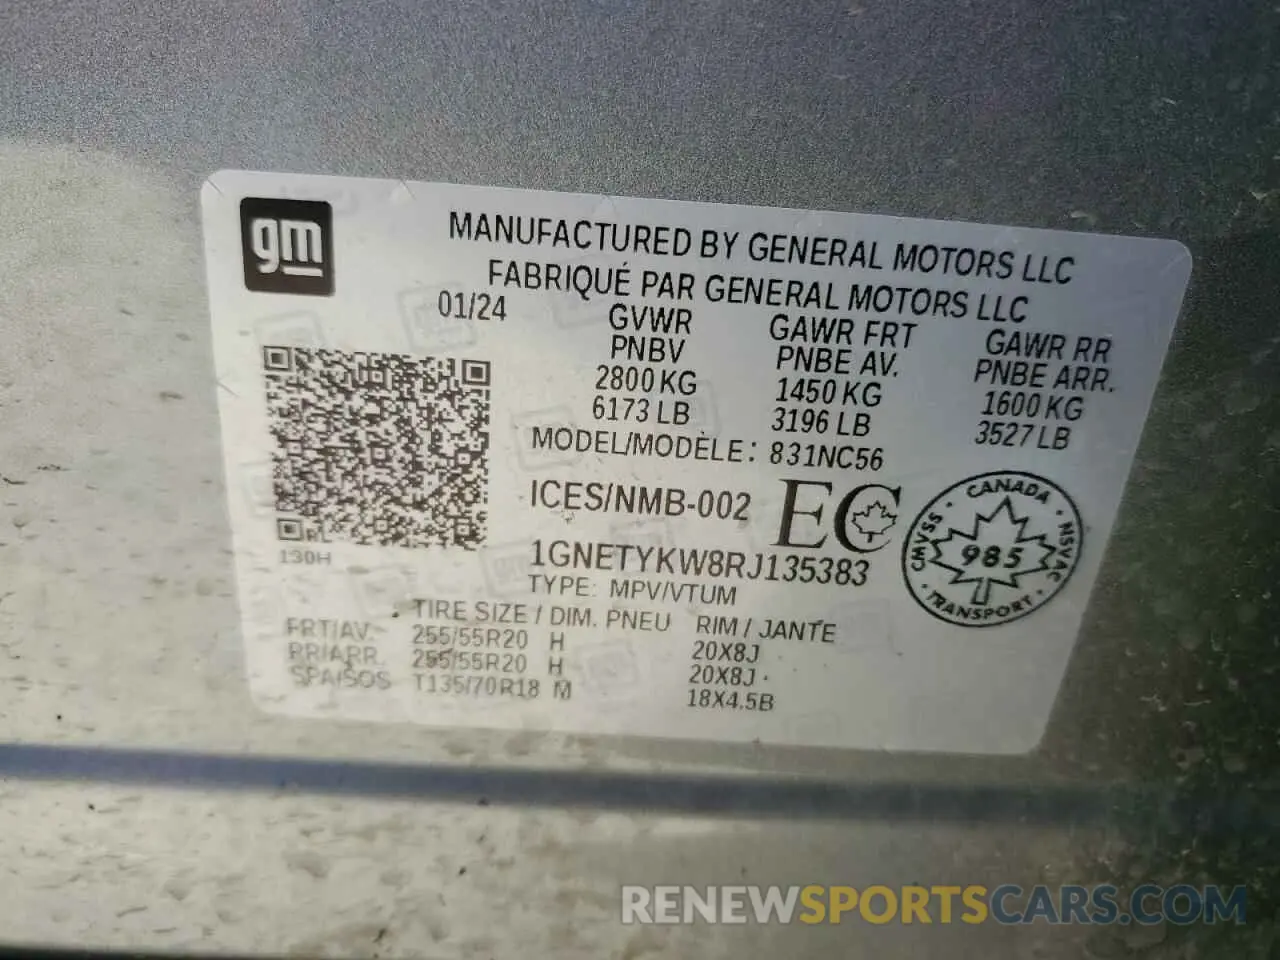 gm
MANUFACTURED BY GENERAL MOTORS LLC
FABRIQUÉ PAR GENERAL MOTORS LLC
01/24
GVWR GAWR FRT GAWR RR
PNBV PNBE AV. PNBE ARR.
2800 KG 1450 KG 1600 KG
6173 LB 3196 LB 3527 LB
MODEL/MODÈLE: 831NC56
ICES/NMB-002 EC
CANADA
CMVSS 985 NSVAC
TRANSPORT
130H
1GNETYKW8RJ135383
TYPE: MPV/VTUM
TIRE SIZE / DIM. PNEU RIM / JANTE
FRT/AV. 255/55R20 H 20X8J
RR/ARR. 255/55R20 H 20X8J
SPA/SOS T135/70R18 M 18X4.5B
RENEWSPORTSCARS.COM